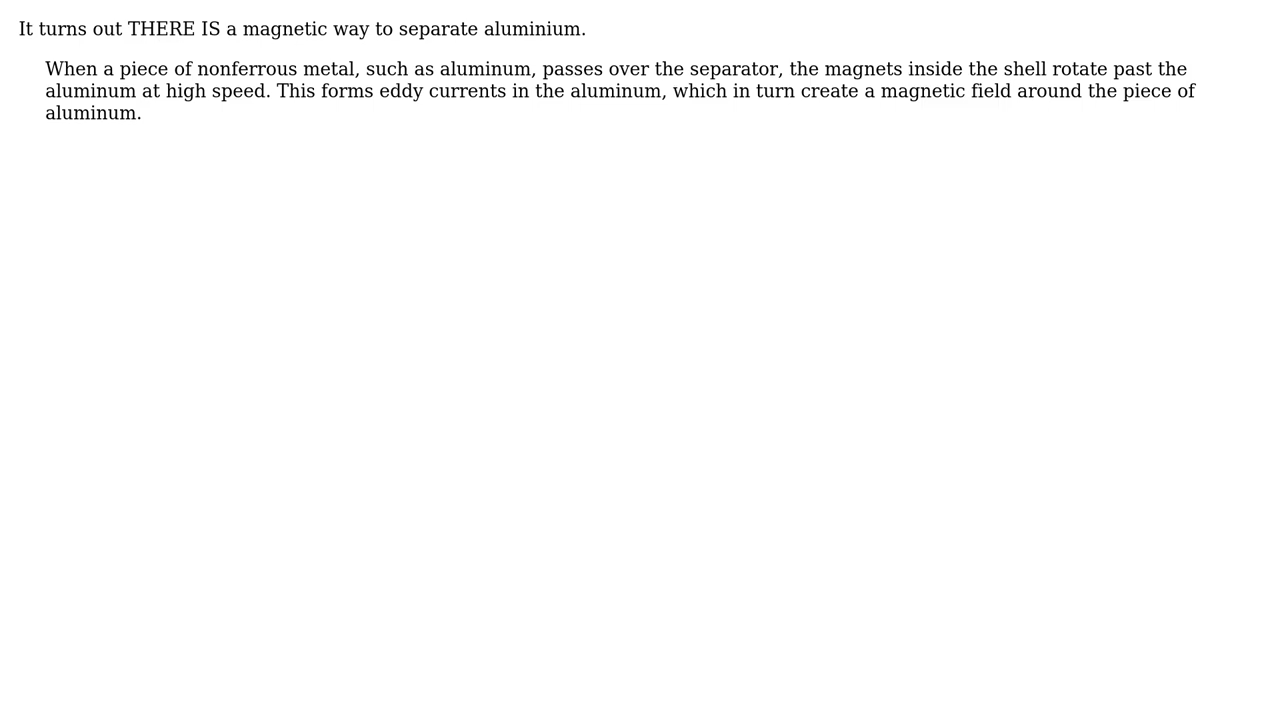 It turns out THERE IS a magnetic way to separate aluminium.
When a piece of nonferrous metal, such as aluminum, passes over the separator, the magnets inside the shell rotate past the
aluminum at high speed. This forms eddy currents in the aluminum, which in turn create a magnetic field around the piece of
aluminum.